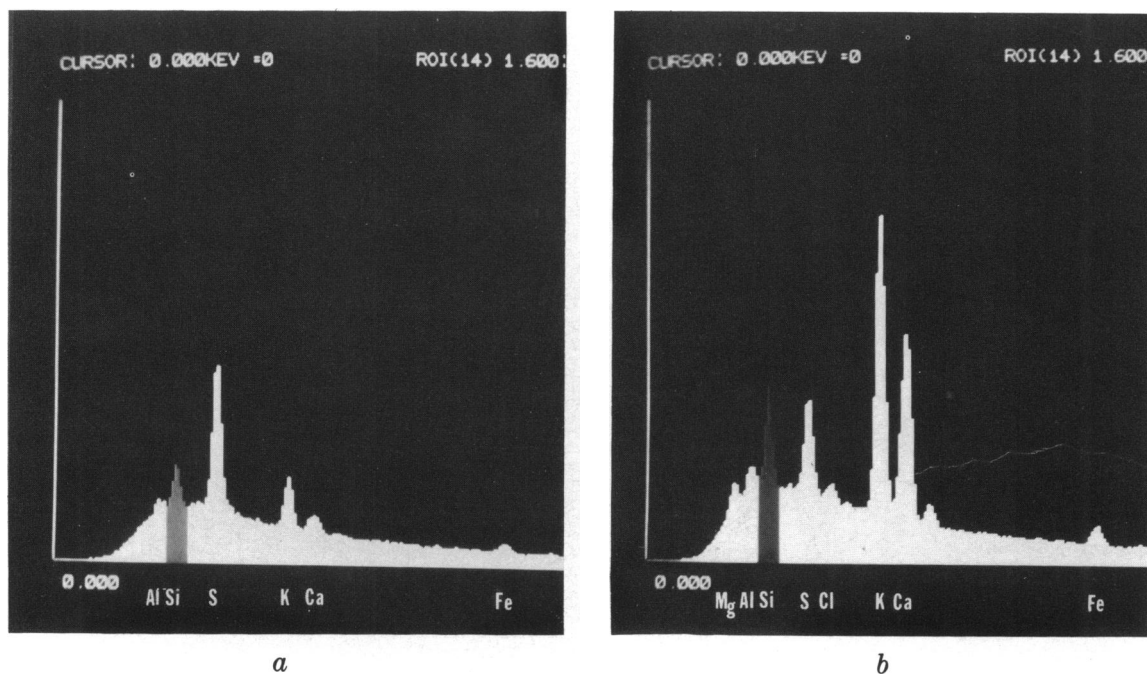 CURSOR: 0.000KEV =0 ROI(14) 1.600:
0.000
Al Si S K Ca Fe
a
CURSOR: 0.000KEV =0 ROI(14) 1.600
0.000
Mg Al Si S Cl K Ca Fe
b